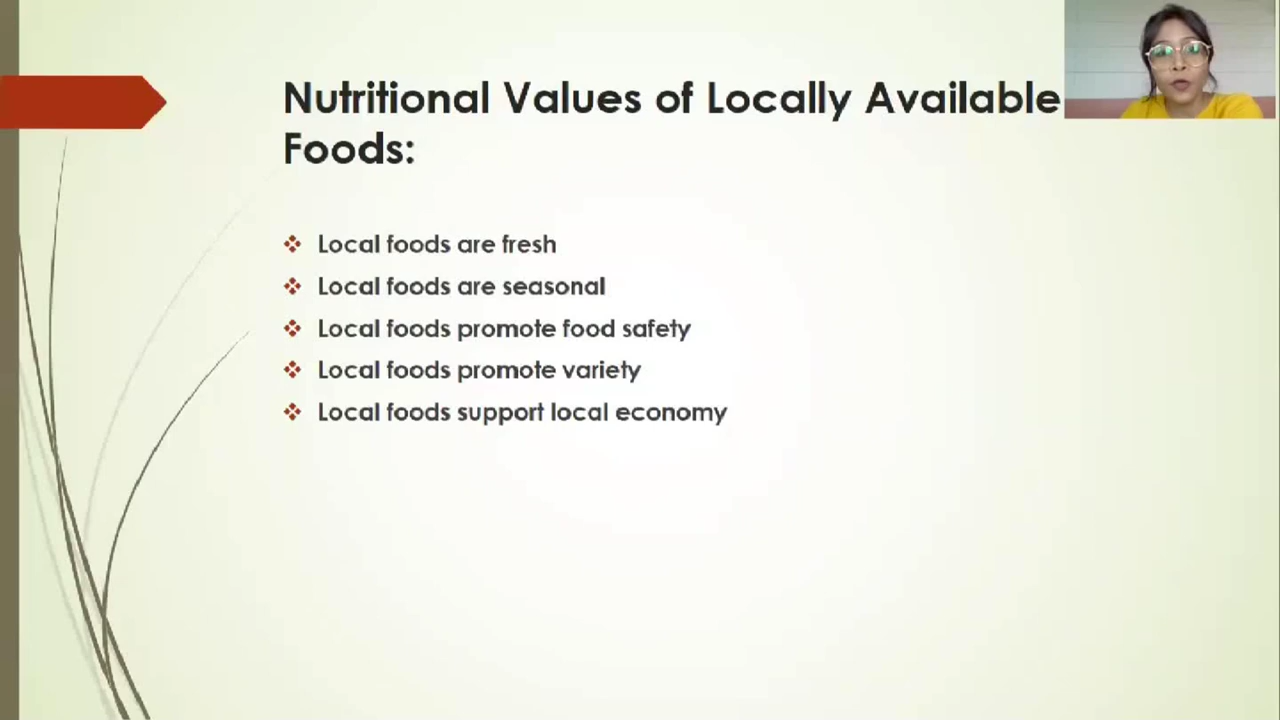 Nutritional Values of Locally Available
Foods:
Local foods are fresh
Local foods are seasonal
Local foods promote food safety
Local foods promote variety
Local foods support local economy